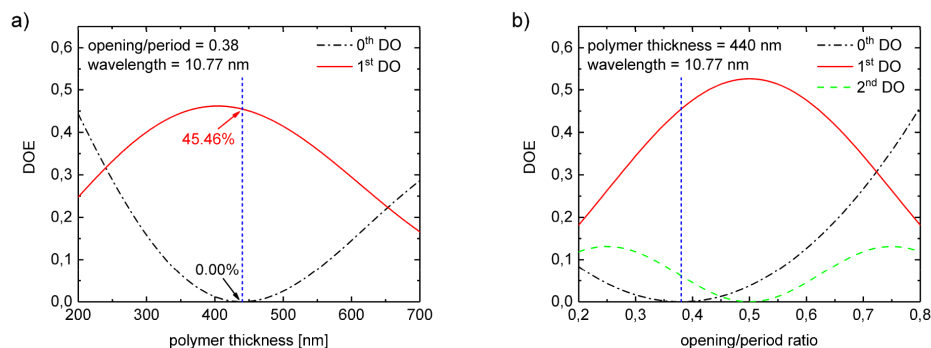 a)
DOE
0,6
0,5
0,4
0,3
0,2
0,1
0,0
opening/period = 0.38
wavelength = 10.77 nm
0th DO
1st DO
45.46%
0.00%
200 300 400 500 600 700
polymer thickness [nm]
b)
DOE
0,6
0,5
0,4
0,3
0,2
0,1
0,0
polymer thickness = 440 nm
wavelength = 10.77 nm
0th DO
1st DO
2nd DO
0,2 0,3 0,4 0,5 0,6 0,7 0,8
opening/period ratio